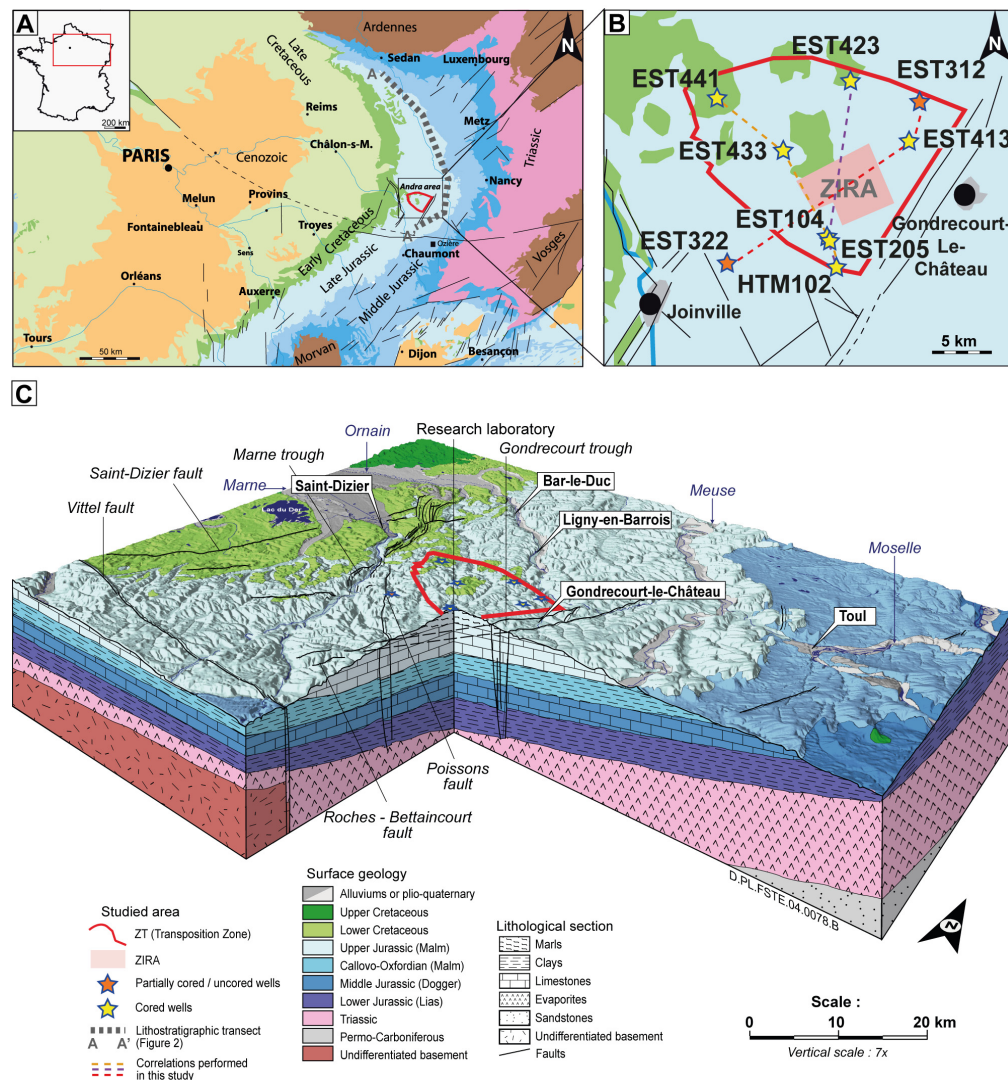 A
200 km
Ardennes
Sedan
Luxembourg
N
Late
Cretaceous
A
Reims
Metz
Triassic
Châlon-s-M.
PARIS
Cenozoic
Andra area
Nancy
Melun
Provins
Fontainebleau
Troyes
Early Cretaceous
A'
Ozière
Sens
Chaumont
Vosges
Late Jurassic
Middle Jurassic
Orléans
Auxerre
Tours
50 km
Morvan
Dijon
Besançon
B
EST423
N
EST441
EST312
EST413
EST433
ZIRA
EST104
EST322
EST205
Gondrecourt-
Le-
Château
HTM102
Joinville
5 km
C
Ornain
Research laboratory
Marne trough
Gondrecourt trough
Saint-Dizier fault
Marne
Saint-Dizier
Bar-le-Duc
Vittel fault
Lac du Der
Meuse
Ligny-en-Barrois
Moselle
Gondrecourt-le-Château
Toul
Poissons
fault
Roches - Bettaincourt
fault
D.PL.FSTE.04.0078.B
N
Studied area
ZT (Transposition Zone)
ZIRA
Partially cored / uncored wells
Cored wells
Lithostratigraphic transect
A A' (Figure 2)
Correlations performed
in this study
Surface geology
Alluviums or plio-quaternary
Upper Cretaceous
Lower Cretaceous
Upper Jurassic (Malm)
Callovo-Oxfordian (Malm)
Middle Jurassic (Dogger)
Lower Jurassic (Lias)
Triassic
Permo-Carboniferous
Undifferentiated basement
Lithological section
Marls
Clays
Limestones
Evaporites
Sandstones
Undifferentiated basement
Faults
Scale :
0 10 20 km
Vertical scale : 7x